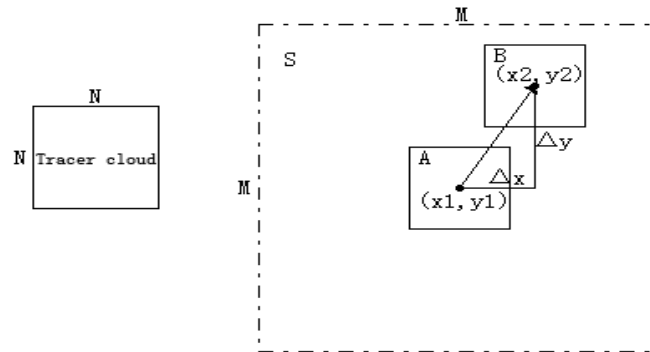 M
S
B
(x2, y2)
N
N
Tracer cloud
△y
A
M
△x
(x1, y1)